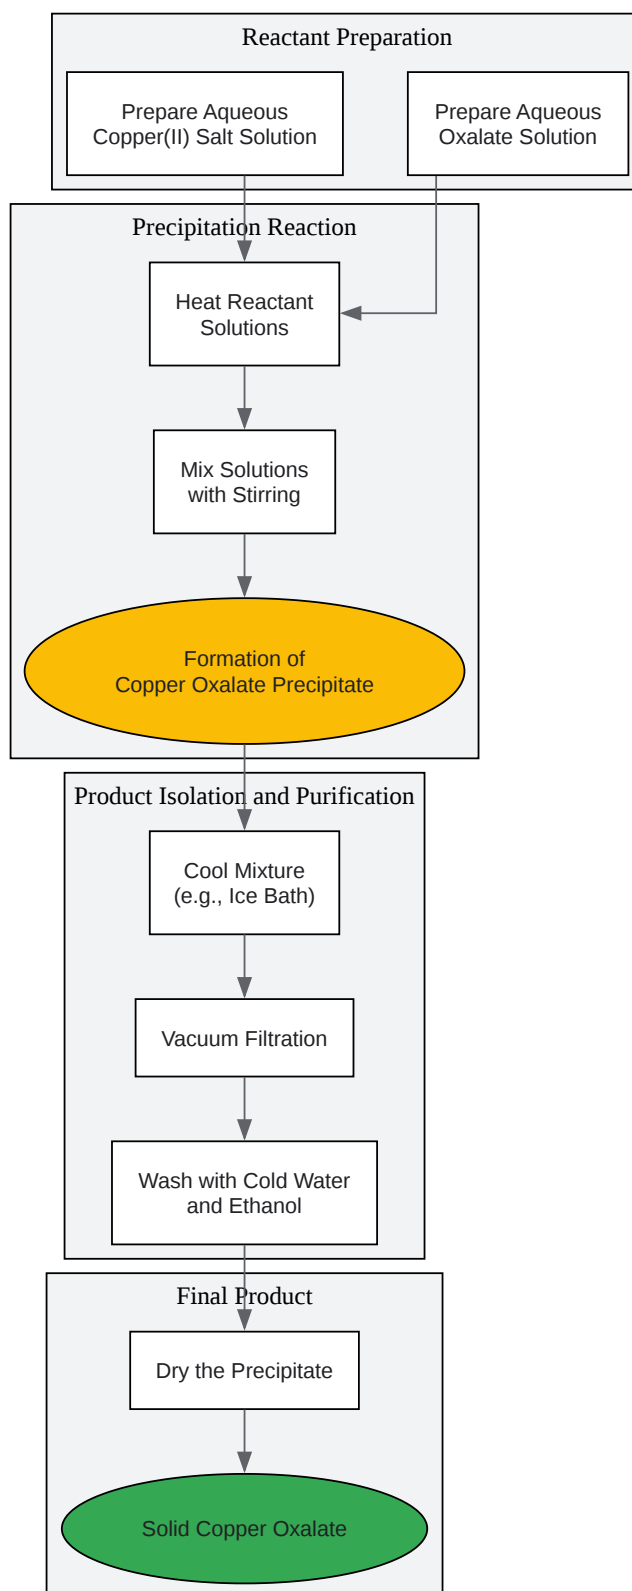 Reactant Preparation
Prepare Aqueous
Copper(II) Salt Solution
Prepare Aqueous
Oxalate Solution
Precipitation Reaction
Heat Reactant
Solutions
Mix Solutions
with Stirring
Formation of
Copper Oxalate Precipitate
Product Isolation and Purification
Cool Mixture
(e.g., Ice Bath)
Vacuum Filtration
Wash with Cold Water
and Ethanol
Final Product
Dry the Precipitate
Solid Copper Oxalate